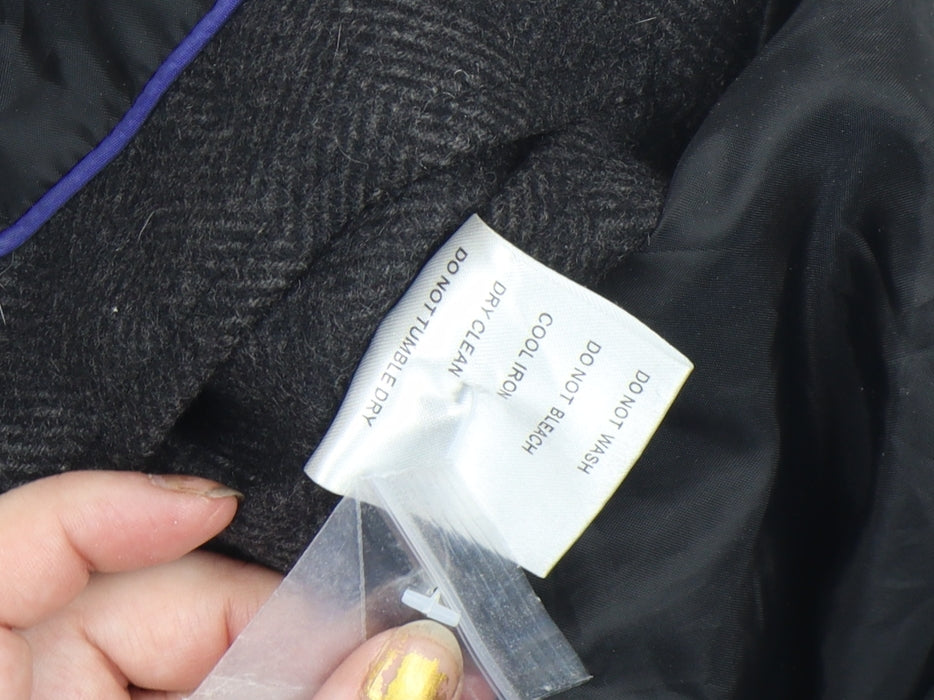 DO NOT WASH
DO NOT BLEACH
COOL IRON
DRY CLEAN
DO NOT TUMBLE DRY